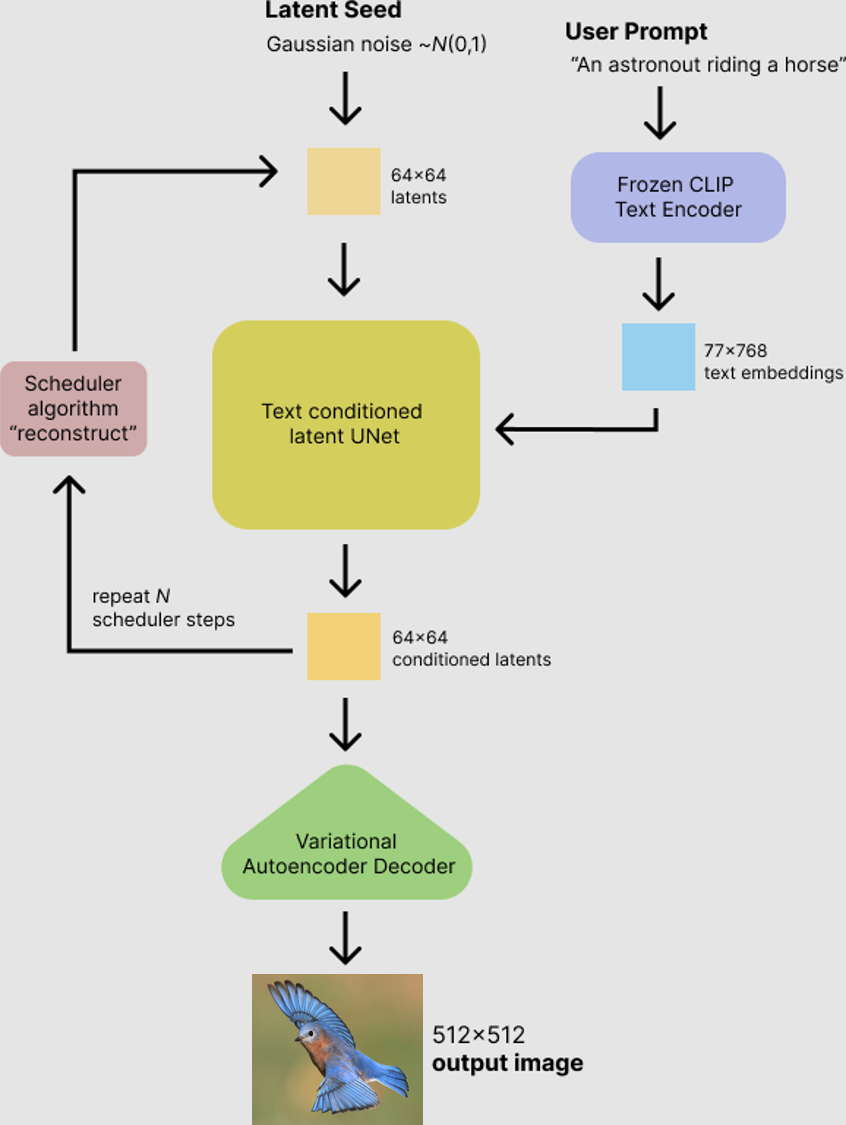 Latent Seed
Gaussian noise ~N(0,1)
User Prompt
“An astronout riding a horse”
64×64
latents
Frozen CLIP
Text Encoder
77×768
text embeddings
Scheduler
algorithm
“reconstruct”
Text conditioned
latent UNet
repeat N
scheduler steps
64×64
conditioned latents
Variational
Autoencoder Decoder
512×512
output image